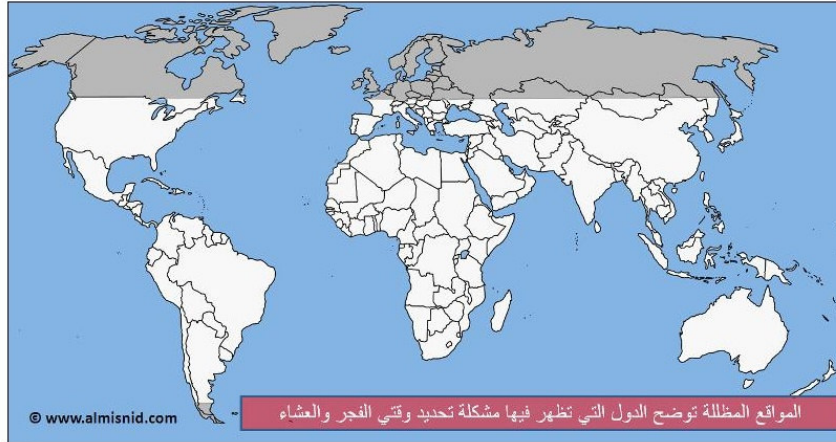 المواقع المظللة توضح الدول التي تظهر فيها مشكلة تحديد وقتي الفجر والعشاء
© www.almisnid.com